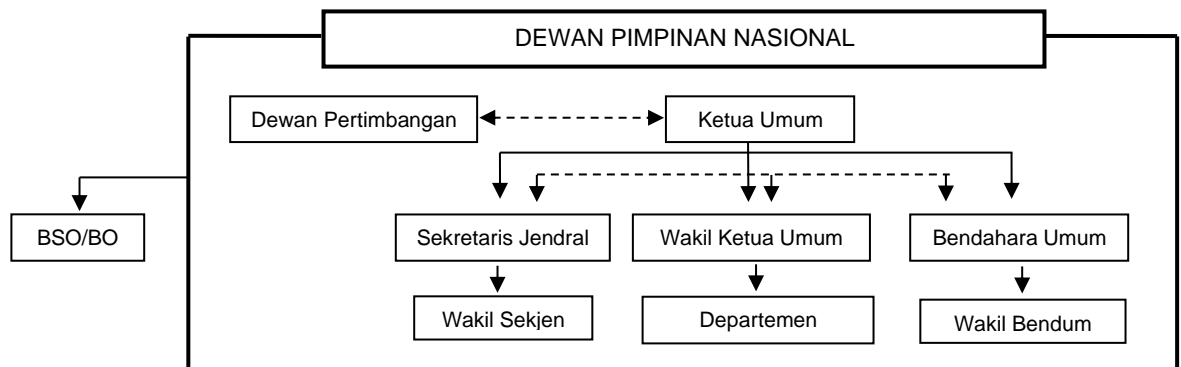 DEWAN PIMPINAN NASIONAL
Dewan Pertimbangan
Ketua Umum
BSO/BO
Sekretaris Jendral
Wakil Ketua Umum
Bendahara Umum
Wakil Sekjen
Departemen
Wakil Bendum